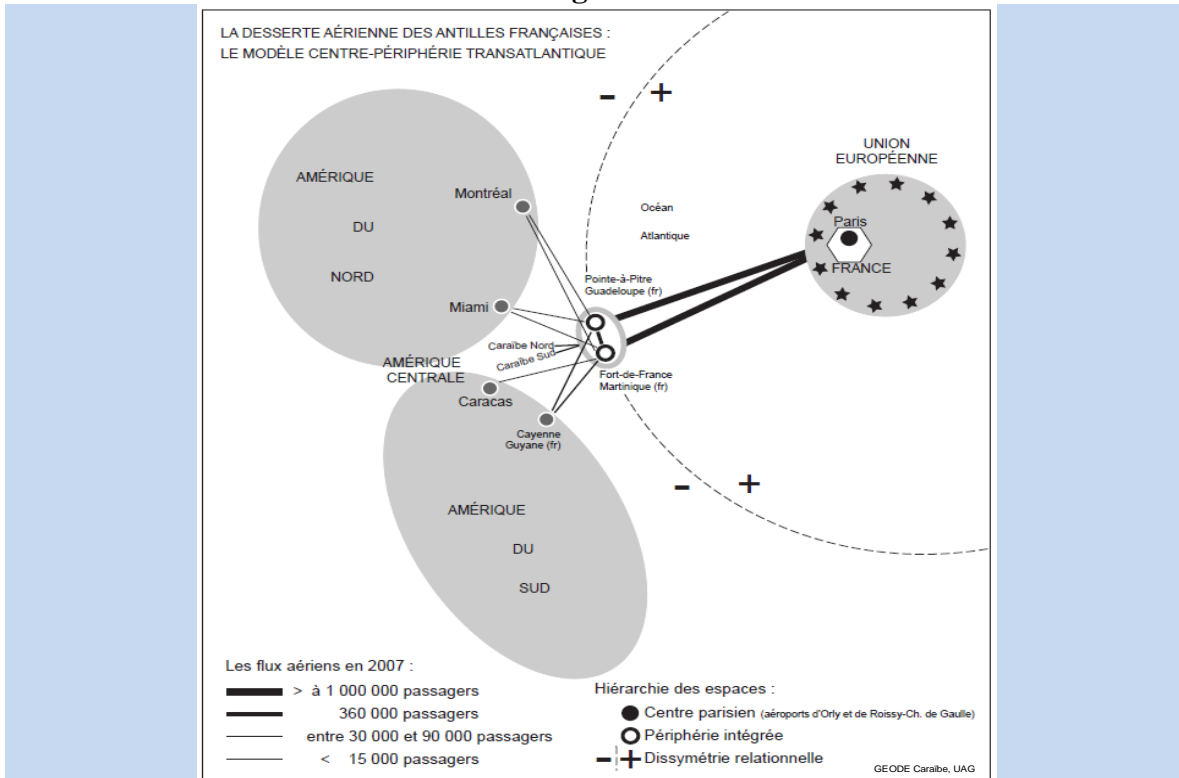 LA DESSERTE AÉRIENNE DES ANTILLES FRANÇAISES :
LE MODÈLE CENTRE-PÉRIPHÉRIE TRANSATLANTIQUE
- +
UNION
EUROPÉENNE
AMÉRIQUE
DU
NORD
Montréal
Océan
Atlantique
Paris
FRANCE
Pointe-à-Pitre
Guadeloupe (fr)
Miami
Caraïbe Nord
Caraïbe Sud
AMÉRIQUE
CENTRALE
Fort-de-France
Martinique (fr)
Caracas
Cayenne
Guyane (fr)
- +
AMÉRIQUE
DU
SUD
Les flux aériens en 2007 :
> à 1 000 000 passagers
360 000 passagers
entre 30 000 et 90 000 passagers
< 15 000 passagers
Hiérarchie des espaces :
Centre parisien (aéroports d'Orly et de Roissy-Ch. de Gaulle)
Périphérie intégrée
- + Dissymétrie relationnelle
GEODE Caraïbe, UAG